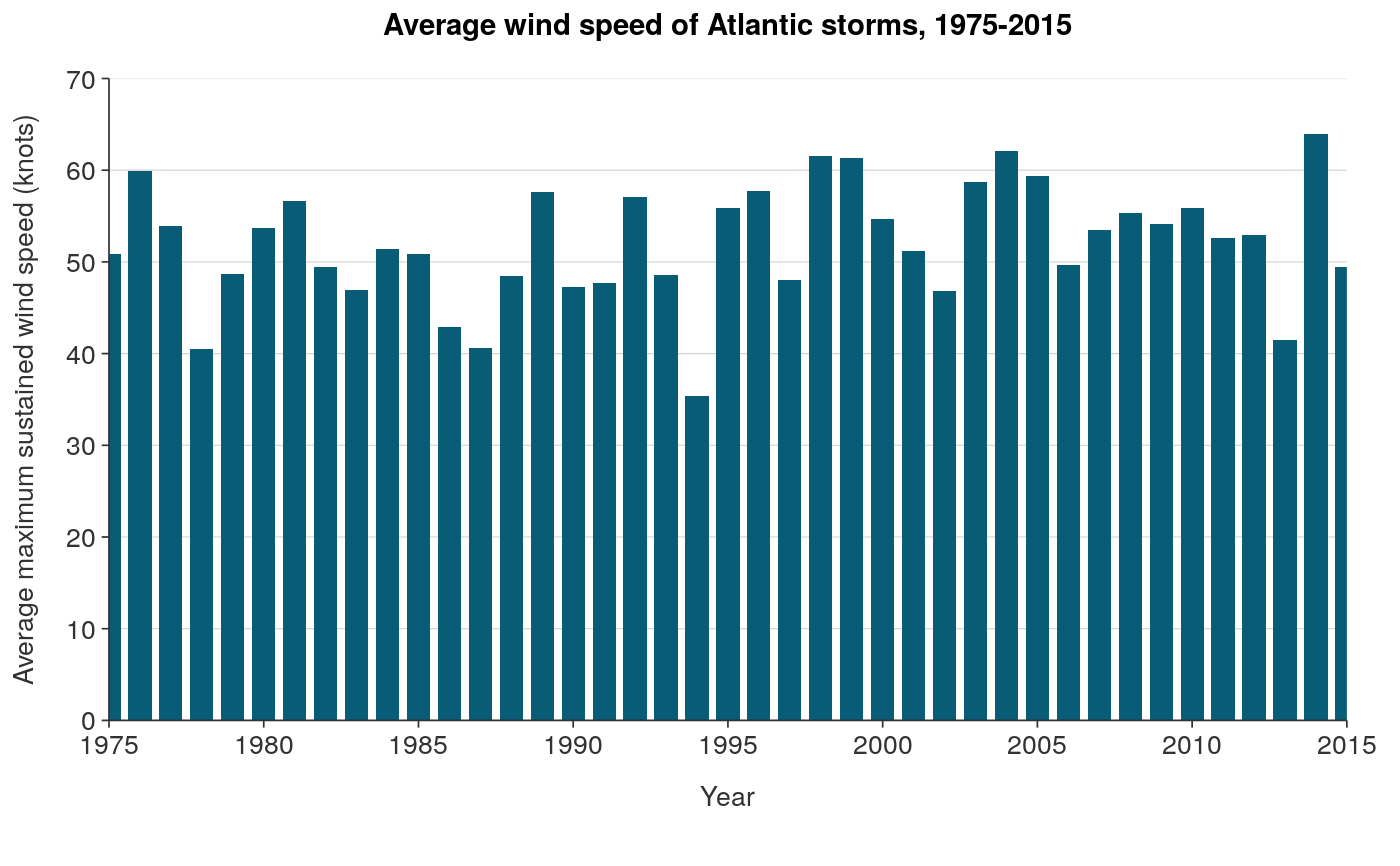 Average wind speed of Atlantic storms, 1975-2015
Average maximum sustained wind speed (knots)
70
60
50
40
30
20
10
0
1975 1980 1985 1990 1995 2000 2005 2010 2015
Year